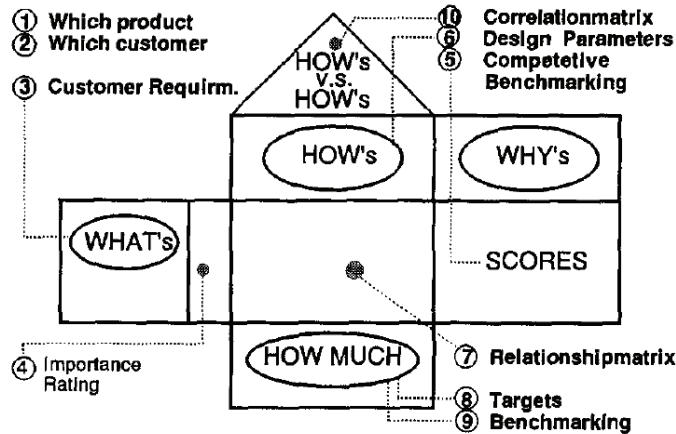 ① Which product
② Which customer
③ Customer Requirm.
⑩ Correlationmatrix
⑥ Design Parameters
⑤ Competetive
Benchmarking
HOW's
V.S.
HOW's
HOW's
WHY's
WHAT's
SCORES
HOW MUCH
④ Importance
Rating
⑦ Relationshipmatrix
⑧ Targets
⑨ Benchmarking